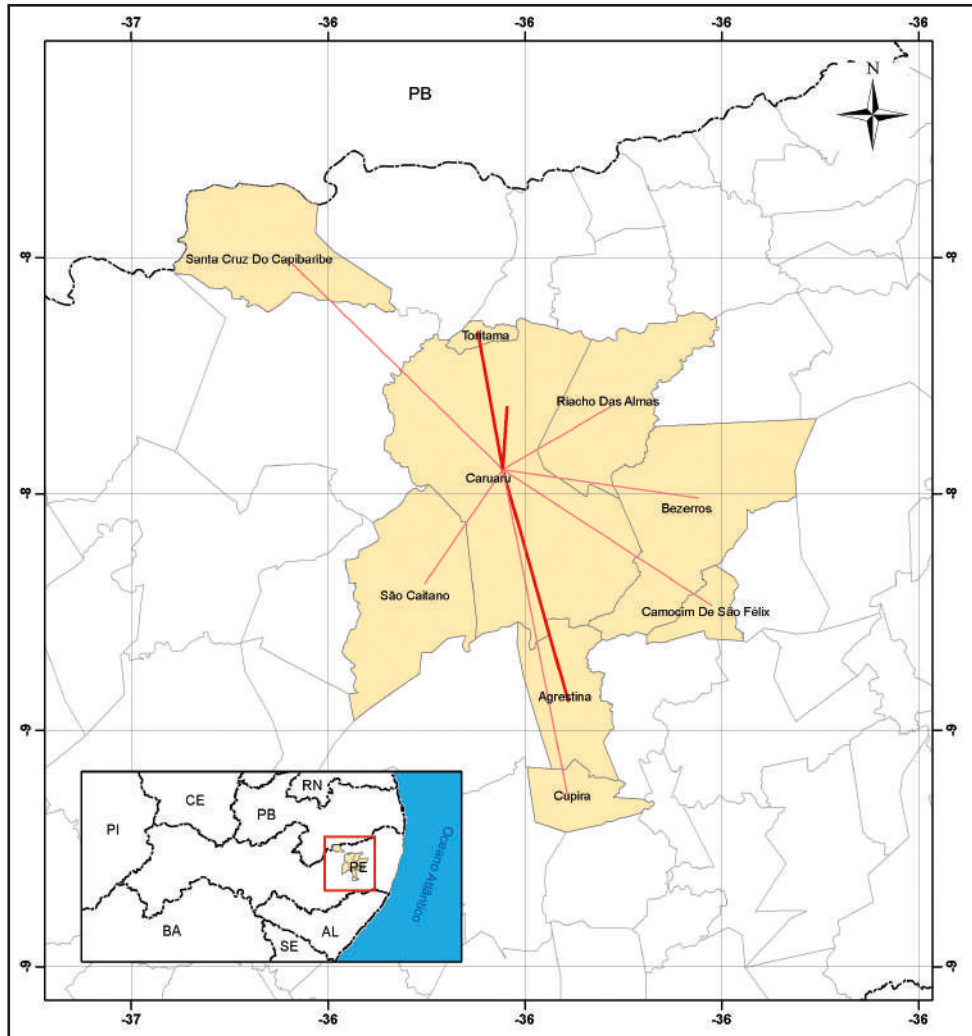 -37 -36 -36 -36 -36
N
PB
-8 -8
Santa Cruz Do Capibaribe
Toritama
Riacho Das Almas
Caruaru
-8 -8
Bezerros
São Caitano
Camocim De São Félix
Agrestina
-9 -9
Cupira
RN
CE
PB
PI
PE
Oceano Atlântico
BA
AL
SE
-9 -9
-37 -36 -36 -36 -36